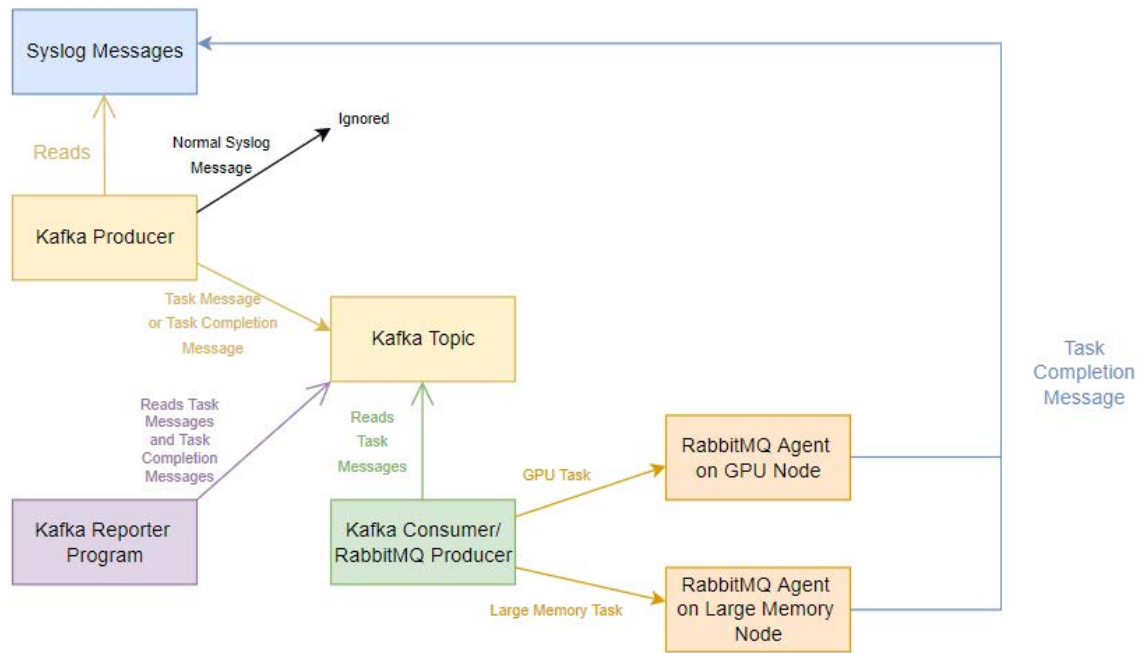 Syslog Messages
Reads
Normal Syslog
Message
Ignored
Kafka Producer
Task Message
or Task Completion
Message
Kafka Topic
Task
Completion
Message
Reads Task
Messages
and Task
Completion
Messages
Reads
Task
Messages
GPU Task
RabbitMQ Agent
on GPU Node
Kafka Reporter
Program
Kafka Consumer/
RabbitMQ Producer
Large Memory Task
RabbitMQ Agent
on Large Memory
Node